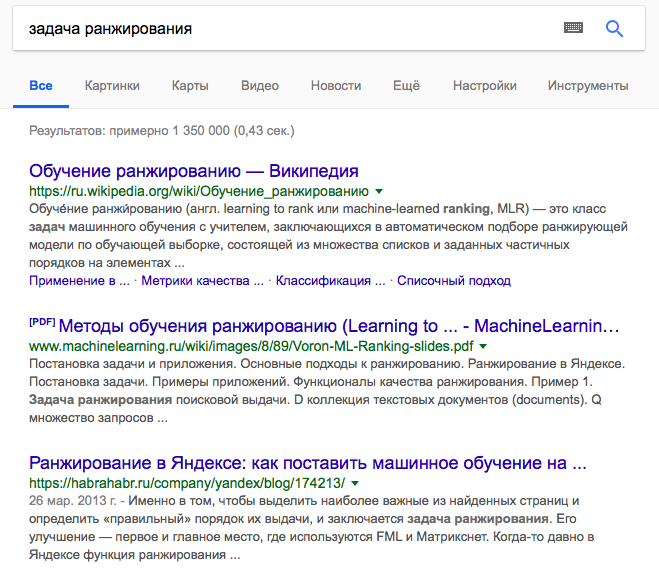 задача ранжирования
Все Картинки Карты Видео Новости Ещё Настройки Инструменты
Результатов: примерно 1 350 000 (0,43 сек.)
Обучение ранжированию — Википедия
https://ru.wikipedia.org/wiki/Обучение_ранжированию
Обуче́ние ранжи́рованию (англ. learning to rank или machine-learned ranking, MLR) — это класс
задач машинного обучения с учителем, заключающихся в автоматическом подборе ранжирующей
модели по обучающей выборке, состоящей из множества списков и заданных частичных
порядков на элементах ...
Применение в ... · Метрики качества ... · Классификация ... · Списочный подход
[PDF] Методы обучения ранжированию (Learning to ... - MachineLearnin…
www.machinelearning.ru/wiki/images/8/89/Voron-ML-Ranking-slides.pdf
Постановка задачи и приложения. Основные подходы к ранжированию. Ранжирование в Яндексе.
Постановка задачи. Примеры приложений. Функционалы качества ранжирования. Пример 1.
Задача ранжирования поисковой выдачи. D коллекция текстовых документов (documents). Q
множество запросов ...
Ранжирование в Яндексе: как поставить машинное обучение на ...
https://habrahabr.ru/company/yandex/blog/174213/
26 мар. 2013 г. - Именно в том, чтобы выделить наиболее важные из найденных страниц и
определить «правильный» порядок их выдачи, и заключается задача ранжирования. Его
улучшение — первое и главное место, где используются FML и Матрикснет. Когда-то давно в
Яндексе функция ранжирования ...